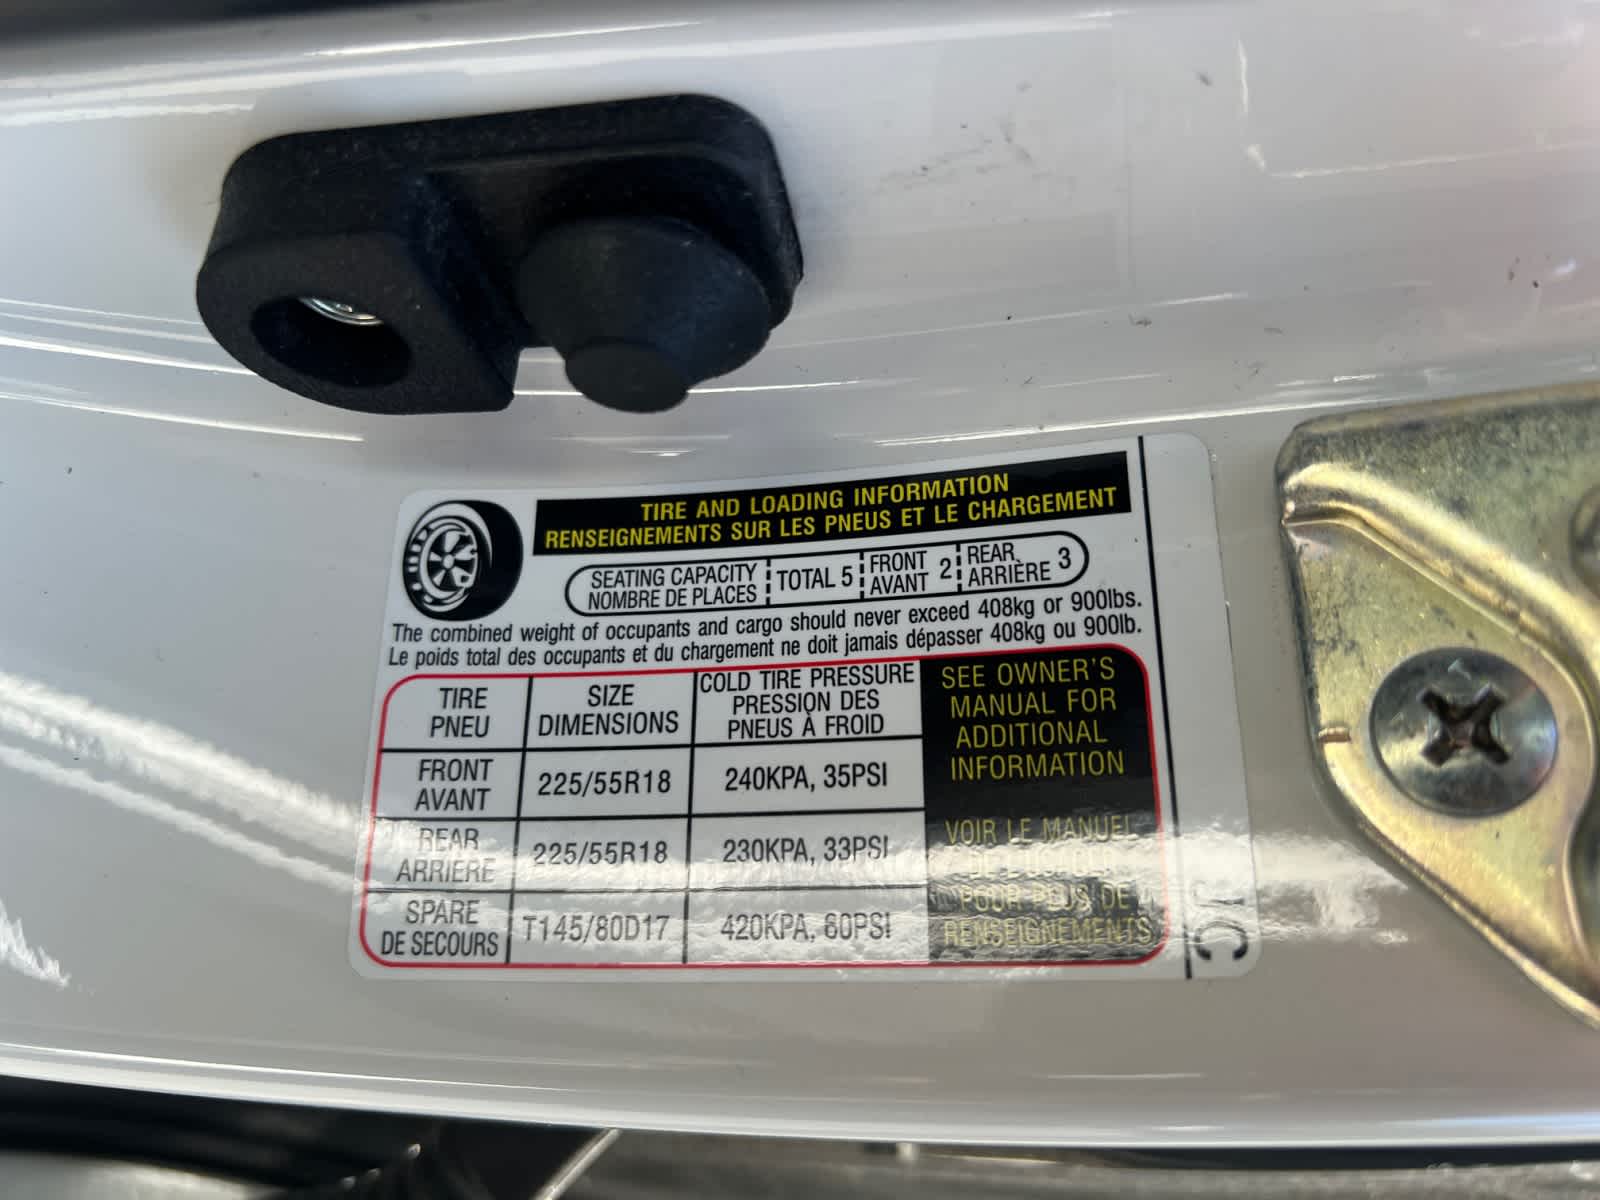 TIRE AND LOADING INFORMATION
RENSEIGNEMENTS SUR LES PNEUS ET LE CHARGEMENT
SEATING CAPACITY
NOMBRE DE PLACES
TOTAL 5
FRONT
AVANT
2
REAR
ARRIÈRE
3
The combined weight of occupants and cargo should never exceed 408kg or 900lbs.
Le poids total des occupants et du chargement ne doit jamais dépasser 408kg ou 900lb.
TIRE
PNEU
SIZE
DIMENSIONS
COLD TIRE PRESSURE
PRESSION DES
PNEUS À FROID
FRONT
AVANT
225/55R18
240KPA, 35PSI
REAR
ARRIÈRE
225/55R18
230KPA, 33PSI
SPARE
DE SECOURS
T145/80D17
420KPA, 60PSI
SEE OWNER'S
MANUAL FOR
ADDITIONAL
INFORMATION
VOIR LE MANUEL
POUR PLUS DE
RENSEIGNEMENTS